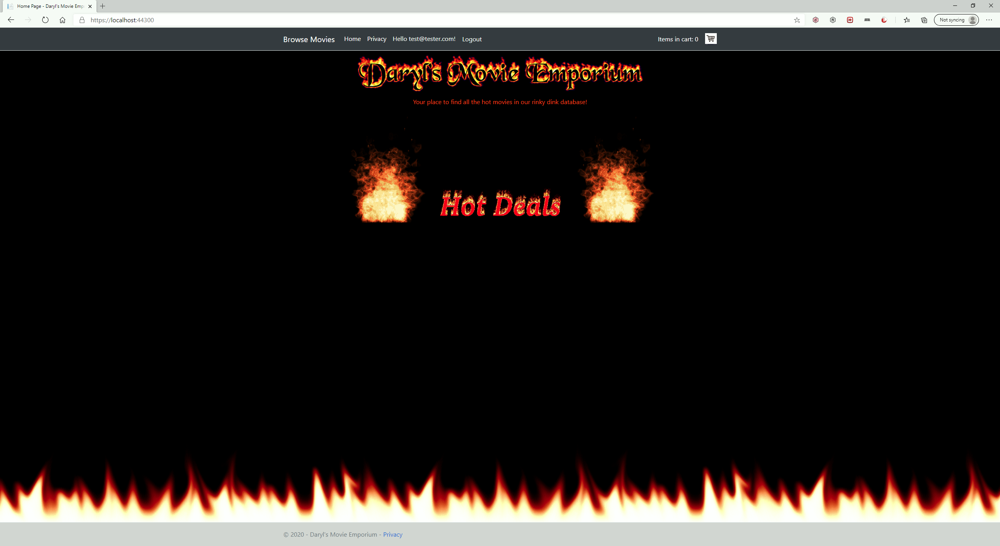 Home Page - Daryl's Movie Emp
https://localhost:44300
Not syncing
Browse Movies Home Privacy Hello test@tester.com! Logout Items in cart: 0
Daryl's Movie Emporium
Your place to find all the hot movies in our rinky dink database!
Hot Deals
© 2020 - Daryl's Movie Emporium - Privacy